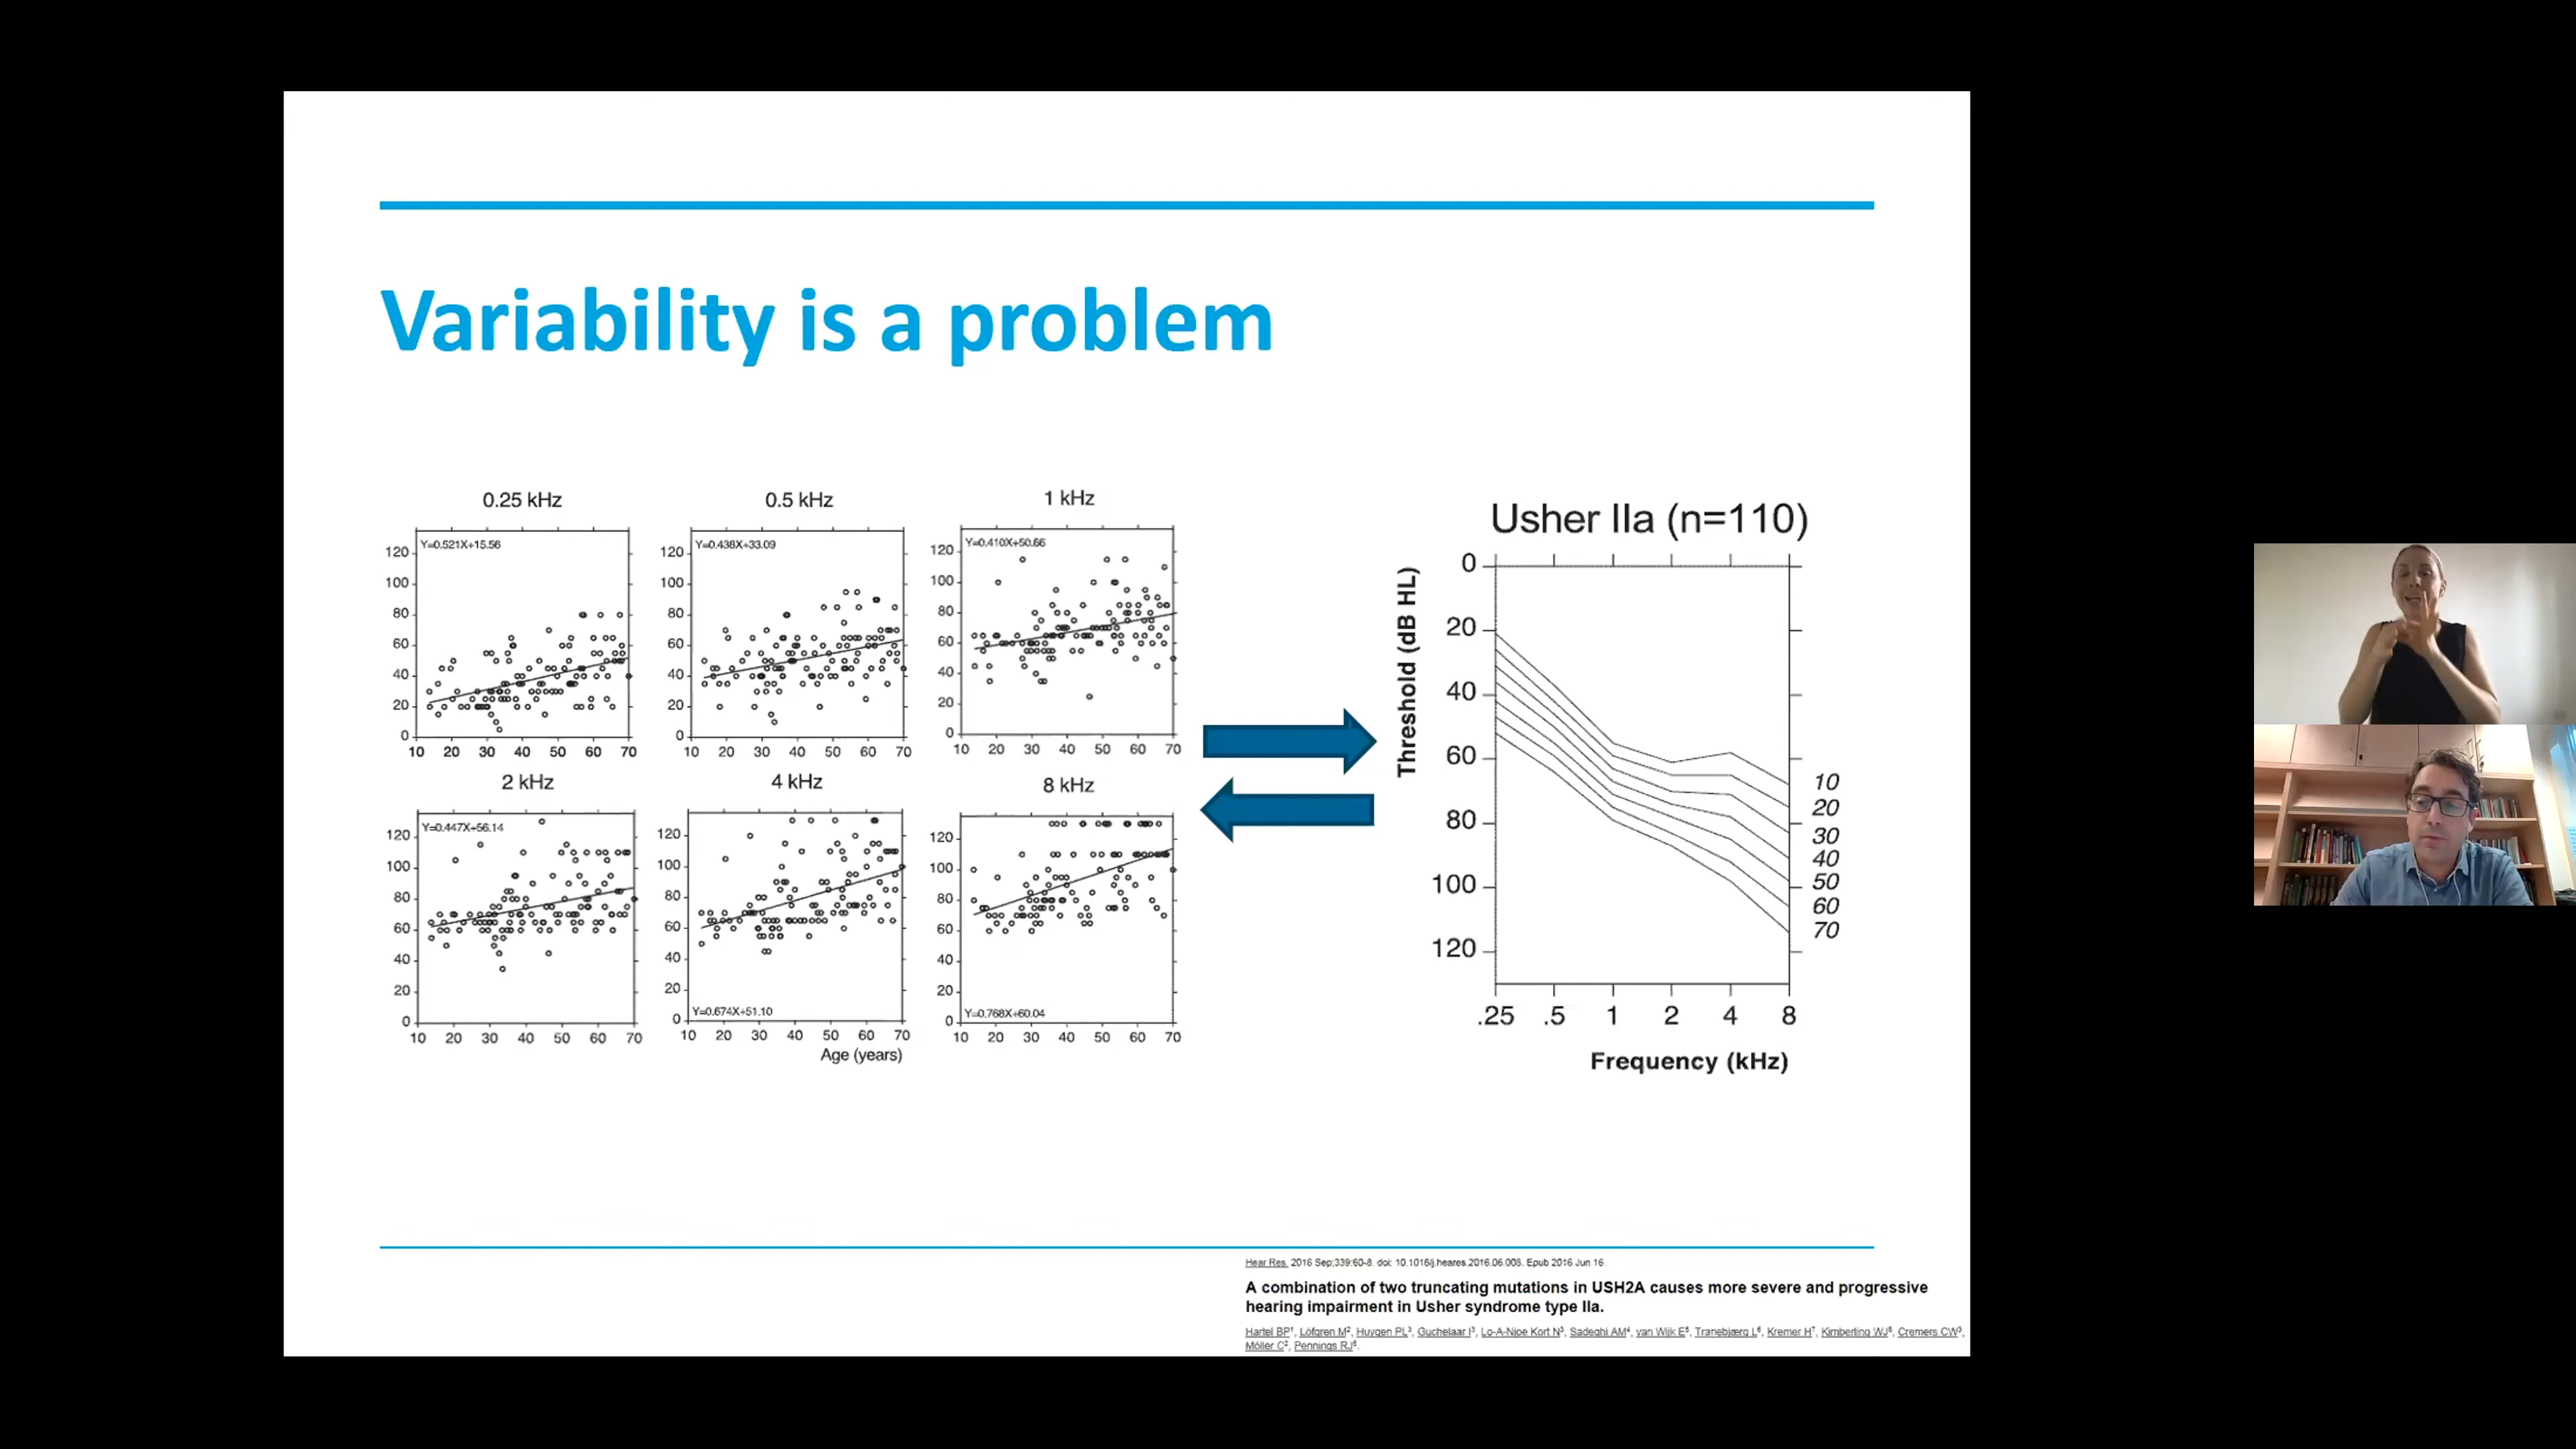 Variability is a problem
0.25 kHz
Y=0.521X+15.56
120
100
80
60
40
20
0
10 20 30 40 50 60 70
0.5 kHz
Y=0.438X+33.09
120
100
80
60
40
20
0
10 20 30 40 50 60 70
1 kHz
Y=0.410X+50.66
120
100
80
60
40
20
0
10 20 30 40 50 60 70
2 kHz
Y=0.447X+56.14
120
100
80
60
40
20
0
10 20 30 40 50 60 70
4 kHz
120
100
80
60
40
20
0
Y=0.674X+51.10
10 20 30 40 50 60 70
Age (years)
8 kHz
120
100
80
60
40
20
0
Y=0.768X+60.04
10 20 30 40 50 60 70
Usher IIa (n=110)
Threshold (dB HL)
0
20
40
60
80
100
120
10
20
30
40
50
60
70
.25 .5 1 2 4 8
Frequency (kHz)
Hear Res. 2016 Sep;339:60-8. doi: 10.1016/j.heares.2016.06.008. Epub 2016 Jun 16.
A combination of two truncating mutations in USH2A causes more severe and progressive
hearing impairment in Usher syndrome type IIa.
Hartel BP¹, Löfgren M², Huygen PL³, Guchelaar I³, Lo-A-Njoe Kort N³, Sadeghi AM⁴, van Wijk E⁵, Tranebjærg L⁶, Kremer H⁷, Kimberling WJ⁸, Cremers CW³,
Möller C², Pennings RJ⁵.